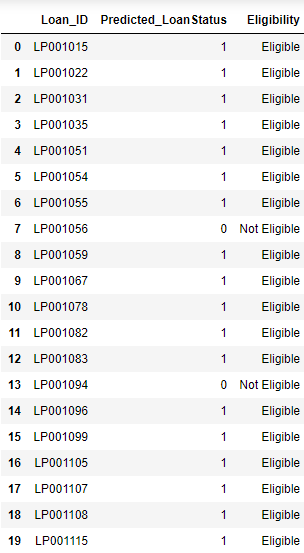 Loan_ID Predicted_Loan Status Eligibility
0 LP001015 1 Eligible
1 LP001022 1 Eligible
2 LP001031 1 Eligible
3 LP001035 1 Eligible
4 LP001051 1 Eligible
5 LP001054 1 Eligible
6 LP001055 1 Eligible
7 LP001056 0 Not Eligible
8 LP001059 1 Eligible
9 LP001067 1 Eligible
10 LP001078 1 Eligible
11 LP001082 1 Eligible
12 LP001083 1 Eligible
13 LP001094 0 Not Eligible
14 LP001096 1 Eligible
15 LP001099 1 Eligible
16 LP001105 1 Eligible
17 LP001107 1 Eligible
18 LP001108 1 Eligible
19 LP001115 1 Eligible